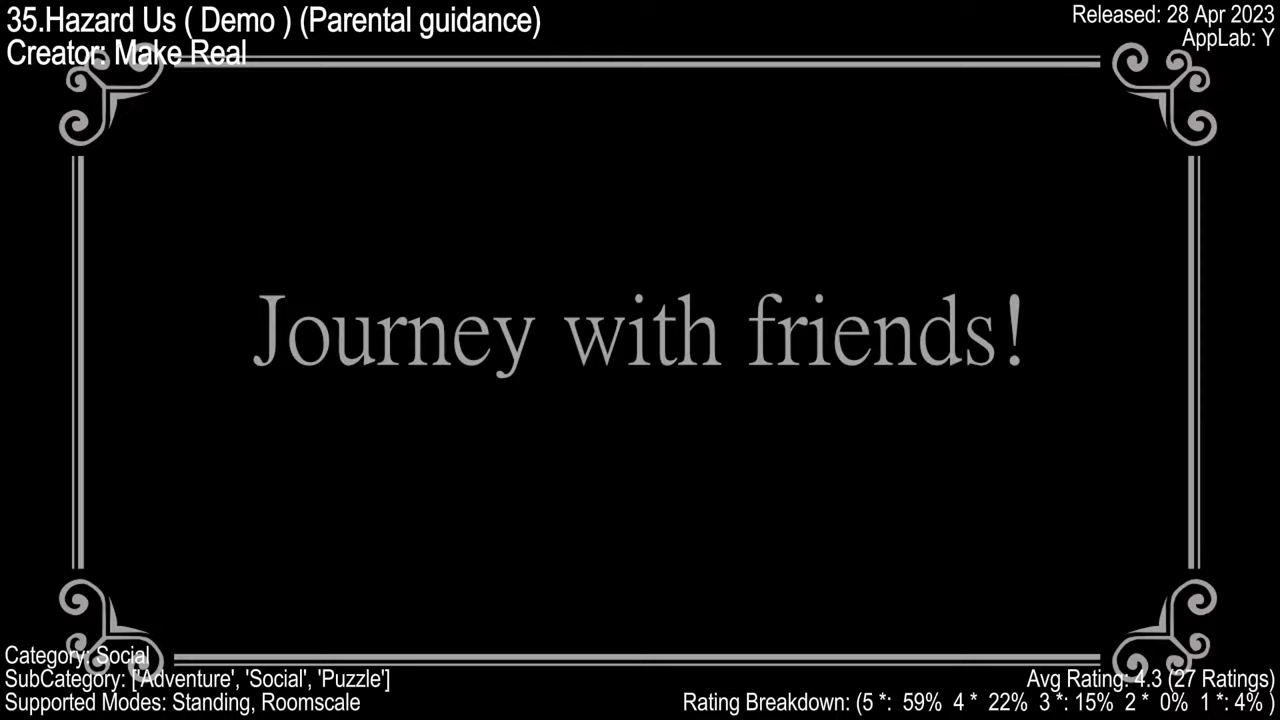 35.Hazard Us ( Demo ) (Parental guidance)
Creator: Make Real
Released: 28 Apr 2023
AppLab: Y
Journey with friends!
Category: Social
SubCategory: ['Adventure', 'Social', 'Puzzle']
Supported Modes: Standing, Roomscale
Avg Rating: 4.3 (27 Ratings)
Rating Breakdown: (5 *: 59% 4 * 22% 3 *: 15% 2 * 0% 1 *: 4% )